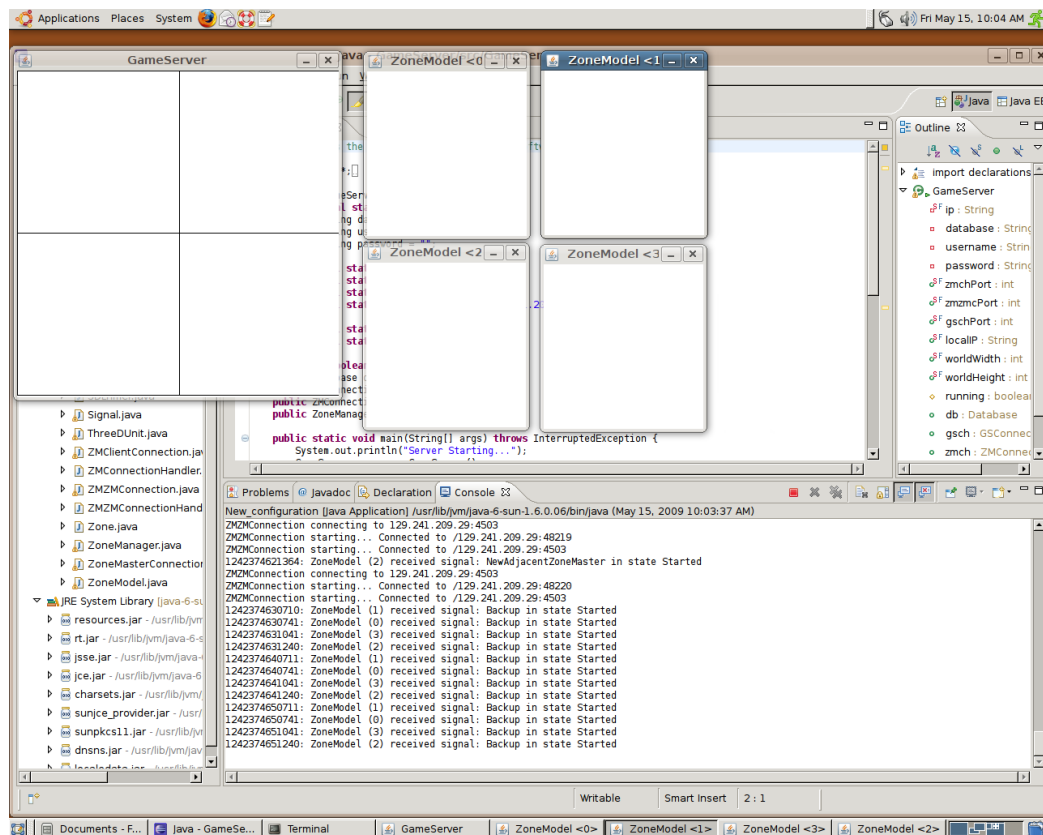 Applications Places System
Fri May 15, 10:04 AM
GameServer
ZoneModel <0
ZoneModel <1
ZoneModel <2
ZoneModel <3
Java
Java EE
Outline
import declarations
GameServer
ip : String
database : String
username : Strin
password : String
zmchPort : int
zmzmcPort : int
gschPort : int
localIP : String
worldWidth : int
worldHeight : int
running : boolea
db : Database
gsch : GSConnec
zmch : ZMConnec
public ZoneManag
public static void main(String[] args) throws InterruptedException {
System.out.println("Server Starting...");
Signal.java
ThreeDUnit.java
ZMClientConnection.jav
ZMConnectionHandler.
ZMZMConnection.java
ZMZMConnectionHand
Zone.java
ZoneManager.java
ZoneMasterConnection
ZoneModel.java
JRE System Library [java-6-su
resources.jar - /usr/lib/jvm
rt.jar - /usr/lib/jvm/java-6-s
jsse.jar - /usr/lib/jvm/java-
jce.jar - /usr/lib/jvm/java-6
charsets.jar - /usr/lib/jvm/
sunjce_provider.jar - /usr/
sunpkcs11.jar - /usr/lib/jv
dnsns.jar - /usr/lib/jvm/jav
Problems @ Javadoc Declaration Console
New_configuration [Java Application] /usr/lib/jvm/java-6-sun-1.6.0.06/bin/java (May 15, 2009 10:03:37 AM)
ZMZMConnection connecting to 129.241.209.29:4503
ZMZMConnection starting... Connected to /129.241.209.29:48219
ZMZMConnection starting... Connected to /129.241.209.29:4503
1242374621364: ZoneModel (2) received signal: NewAdjacentZoneMaster in state Started
ZMZMConnection connecting to 129.241.209.29:4503
ZMZMConnection starting... Connected to /129.241.209.29:48220
ZMZMConnection starting... Connected to /129.241.209.29:4503
1242374630710: ZoneModel (1) received signal: Backup in state Started
1242374630741: ZoneModel (0) received signal: Backup in state Started
1242374631041: ZoneModel (3) received signal: Backup in state Started
1242374631240: ZoneModel (2) received signal: Backup in state Started
1242374640711: ZoneModel (1) received signal: Backup in state Started
1242374640741: ZoneModel (0) received signal: Backup in state Started
1242374641041: ZoneModel (3) received signal: Backup in state Started
1242374641240: ZoneModel (2) received signal: Backup in state Started
1242374650711: ZoneModel (1) received signal: Backup in state Started
1242374650741: ZoneModel (0) received signal: Backup in state Started
1242374651041: ZoneModel (3) received signal: Backup in state Started
1242374651240: ZoneModel (2) received signal: Backup in state Started
Writable Smart Insert 2 : 1
Documents - F... Java - GameSe... Terminal GameServer ZoneModel <0> ZoneModel <1> ZoneModel <3> ZoneModel <2>